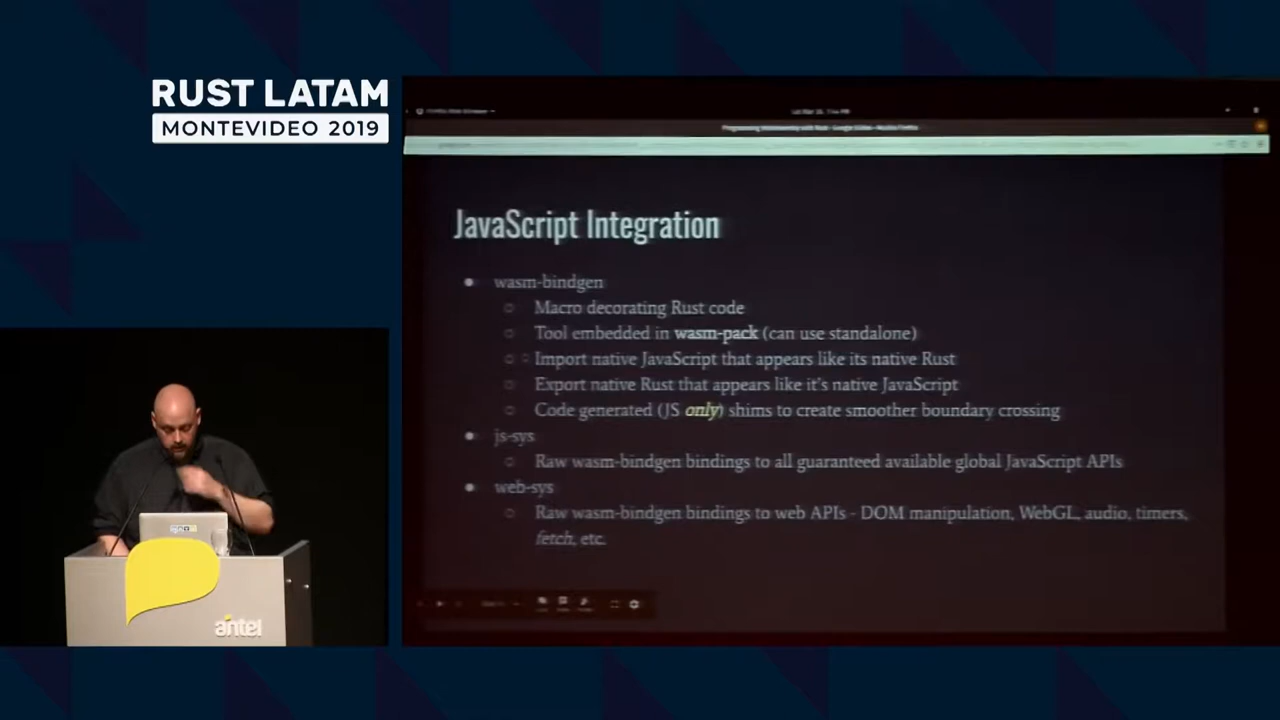 RUST LATAM
MONTEVIDEO 2019
JavaScript Integration
wasm-bindgen
Macro decorating Rust code
Tool embedded in wasm-pack (can use standalone)
Import native JavaScript that appears like its native Rust
Export native Rust that appears like it's native JavaScript
Code generated (JS only) shims to create smoother boundary crossing
js-sys
Raw wasm-bindgen bindings to all guaranteed available global JavaScript APIs
web-sys
Raw wasm-bindgen bindings to web APIs - DOM manipulation, WebGL, audio, timers,
fetch, etc.
antel